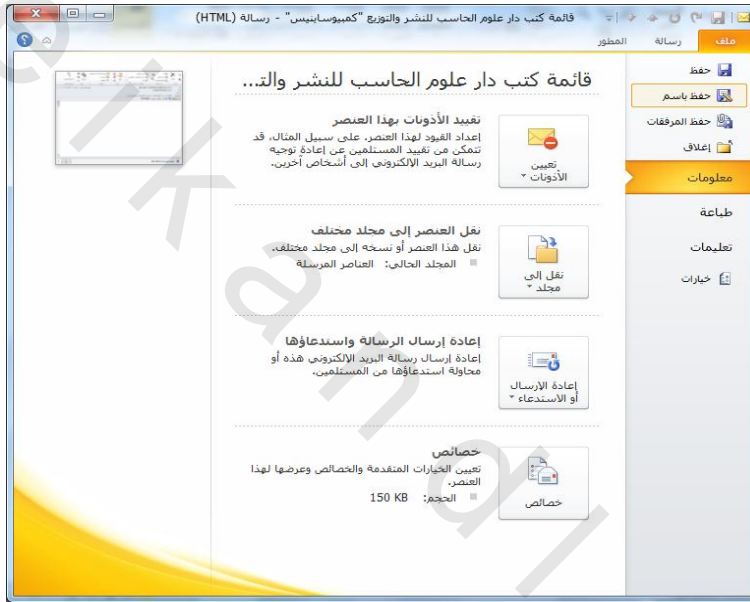 قائمة كتب دار علوم الحاسب للنشر والتوزيع "كمبيوساينيس" - رسالة (HTML)
ملف
رسالة
المطور
حفظ
حفظ باسم
حفظ المرفقات
إغلاق
معلومات
طباعة
تعليمات
خيارات
قائمة كتب دار علوم الحاسب للنشر والتـ...
تعيين
الأذونات
تقييد الأذونات بهذا العنصر
إعداد القيود لهذا العنصر. على سبيل المثال، قد
تتمكن من تقييد المستلمين عن إعادة توجيه
رسالة البريد الإلكتروني إلى أشخاص آخرين.
نقل إلى
مجلد
نقل العنصر إلى مجلد مختلف
نقل هذا العنصر أو نسخه إلى مجلد مختلف.
المجلد الحالي: العناصر المرسلة
إعادة الإرسال
أو الاستدعاء
إعادة إرسال الرسالة واستدعاؤها
إعادة إرسال رسالة البريد الإلكتروني هذه أو
محاولة استدعاؤها من المستلمين.
خصائص
خصائص
تعيين الخيارات المتقدمة والخصائص وعرضها لهذا
العنصر.
الحجم: 150 KB